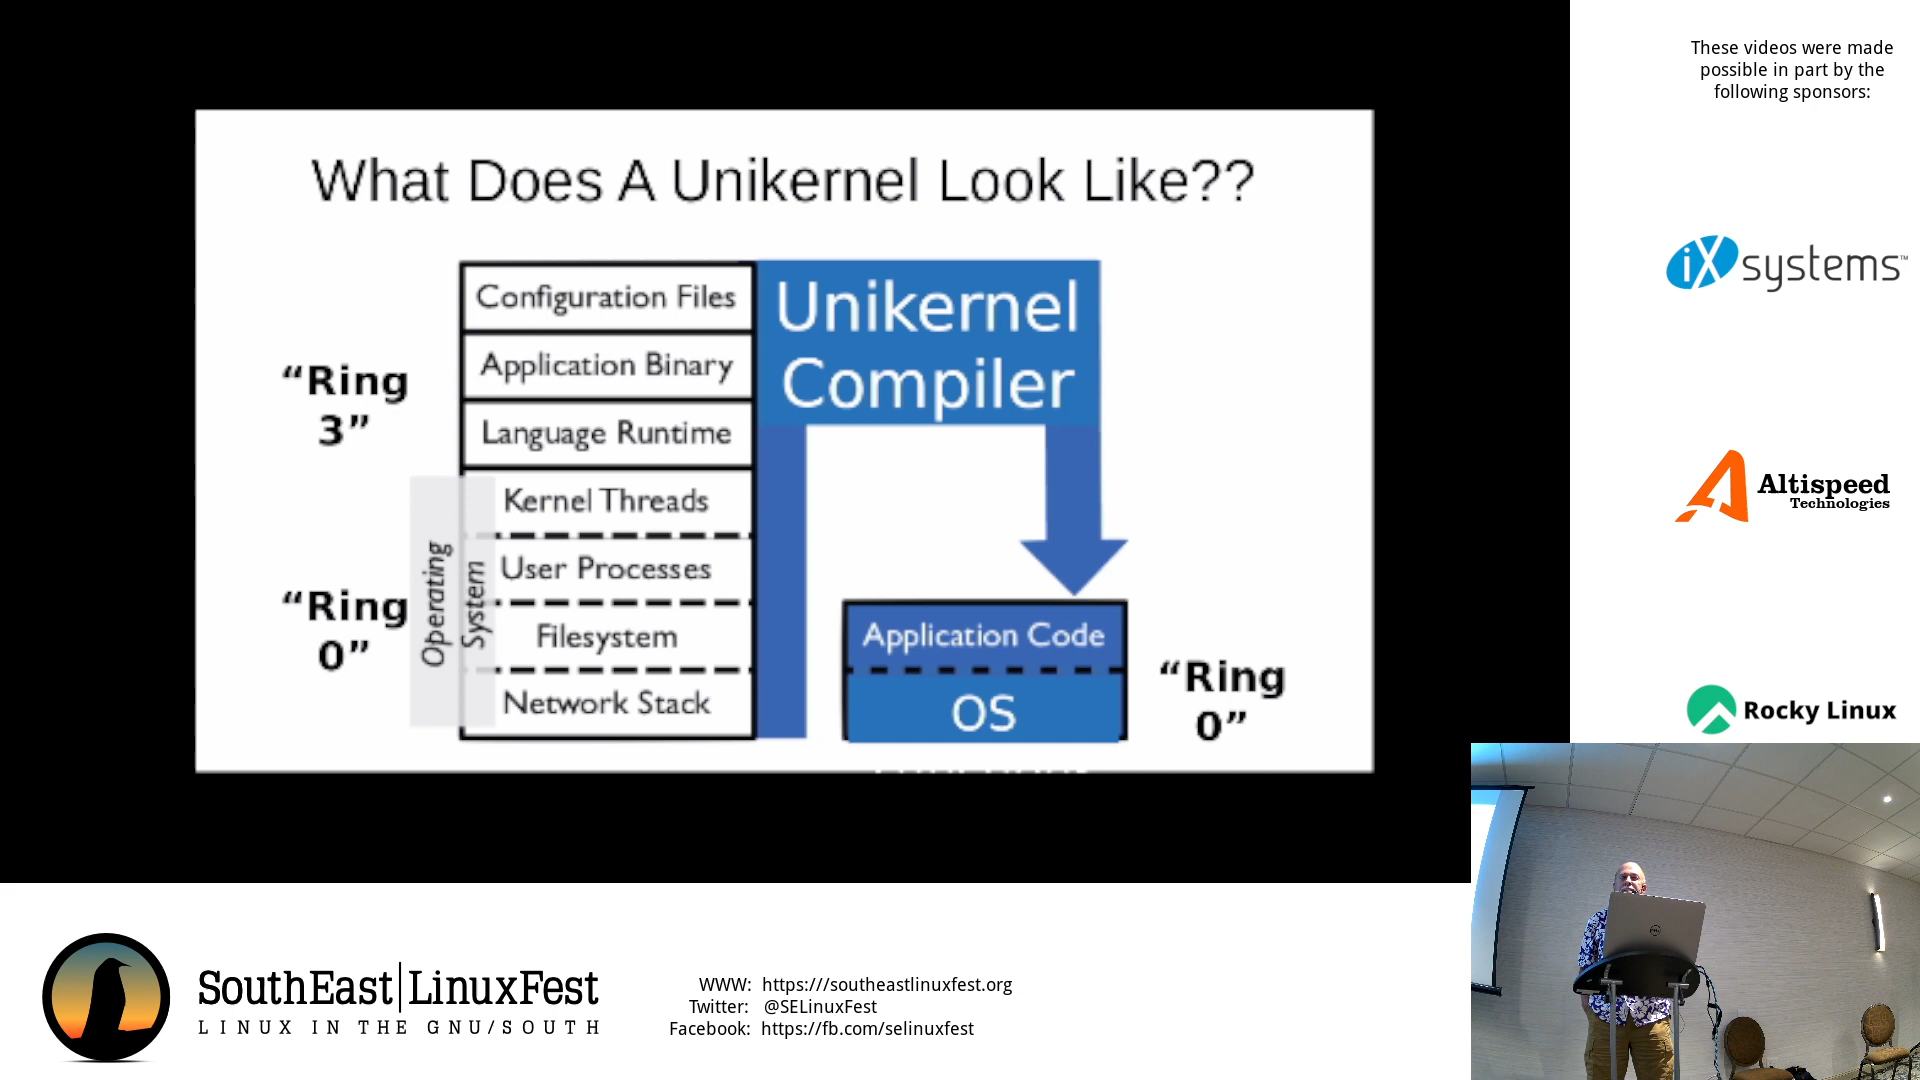 These videos were made
possible in part by the
following sponsors:
What Does A Unikernel Look Like??
Configuration Files
Application Binary
Language Runtime
Kernel Threads
User Processes
Filesystem
Network Stack
“Ring
3”
“Ring
0”
Operating
System
Unikernel
Compiler
Application Code
OS
“Ring
0”
iXsystems™
Altispeed
Technologies
Rocky Linux
SouthEast|LinuxFest
LINUX IN THE GNU/SOUTH
WWW: https:///southeastlinuxfest.org
Twitter: @SELinuxFest
Facebook: https://fb.com/selinuxfest